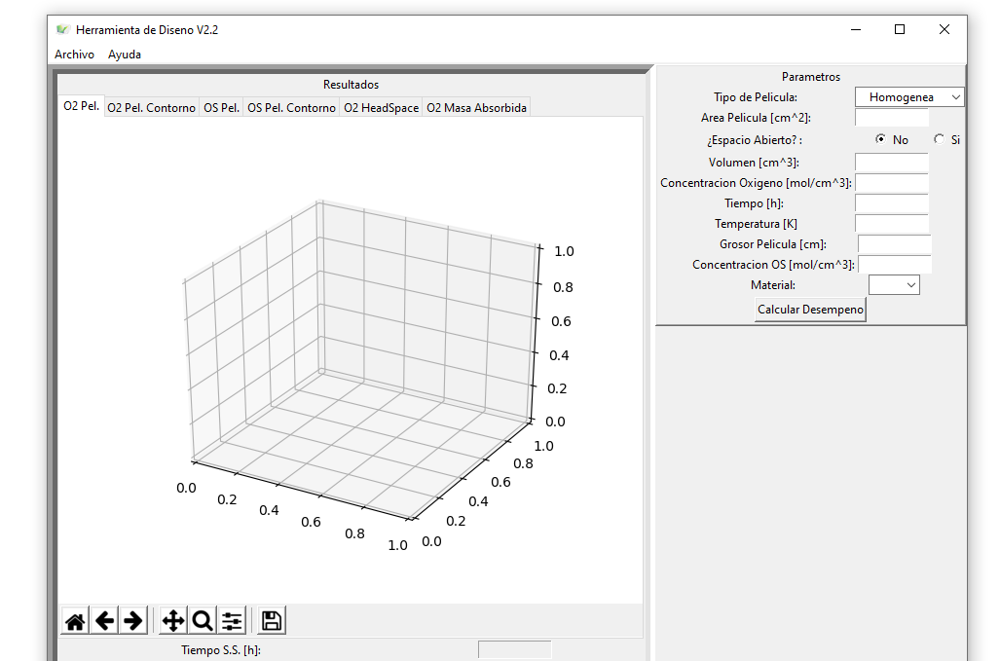 Herramienta de Diseno V2.2
Archivo Ayuda
Resultados
O2 Pel. O2 Pel. Contorno OS Pel. OS Pel. Contorno O2 HeadSpace O2 Masa Absorbida
1.0
0.8
0.6
0.4
0.2
0.0
1.0
0.8
0.6
0.4
0.2
0.0
0.0
0.2
0.4
0.6
0.8
1.0
Tiempo S.S. [h]:
Parametros
Tipo de Pelicula: Homogenea
Area Pelicula [cm^2]:
¿Espacio Abierto? : No Si
Volumen [cm^3]:
Concentracion Oxigeno [mol/cm^3]:
Tiempo [h]:
Temperatura [K]
Grosor Pelicula [cm]:
Concentracion OS [mol/cm^3]:
Material:
Calcular Desempeno